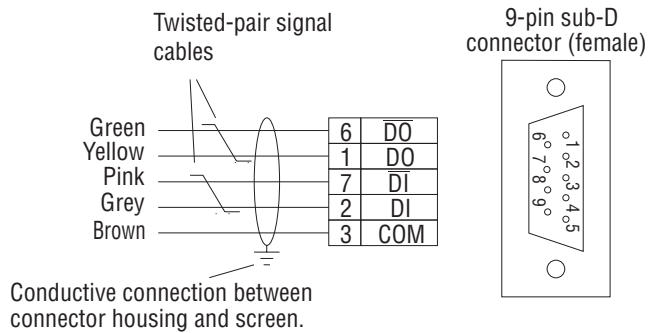 Twisted-pair signal
cables
9-pin sub-D
connector (female)
Green 6 D̅O̅
Yellow 1 DO
Pink 7 D̅I̅
Grey 2 DI
Brown 3 COM
6 7 8 9
1 2 3 4 5
Conductive connection between
connector housing and screen.